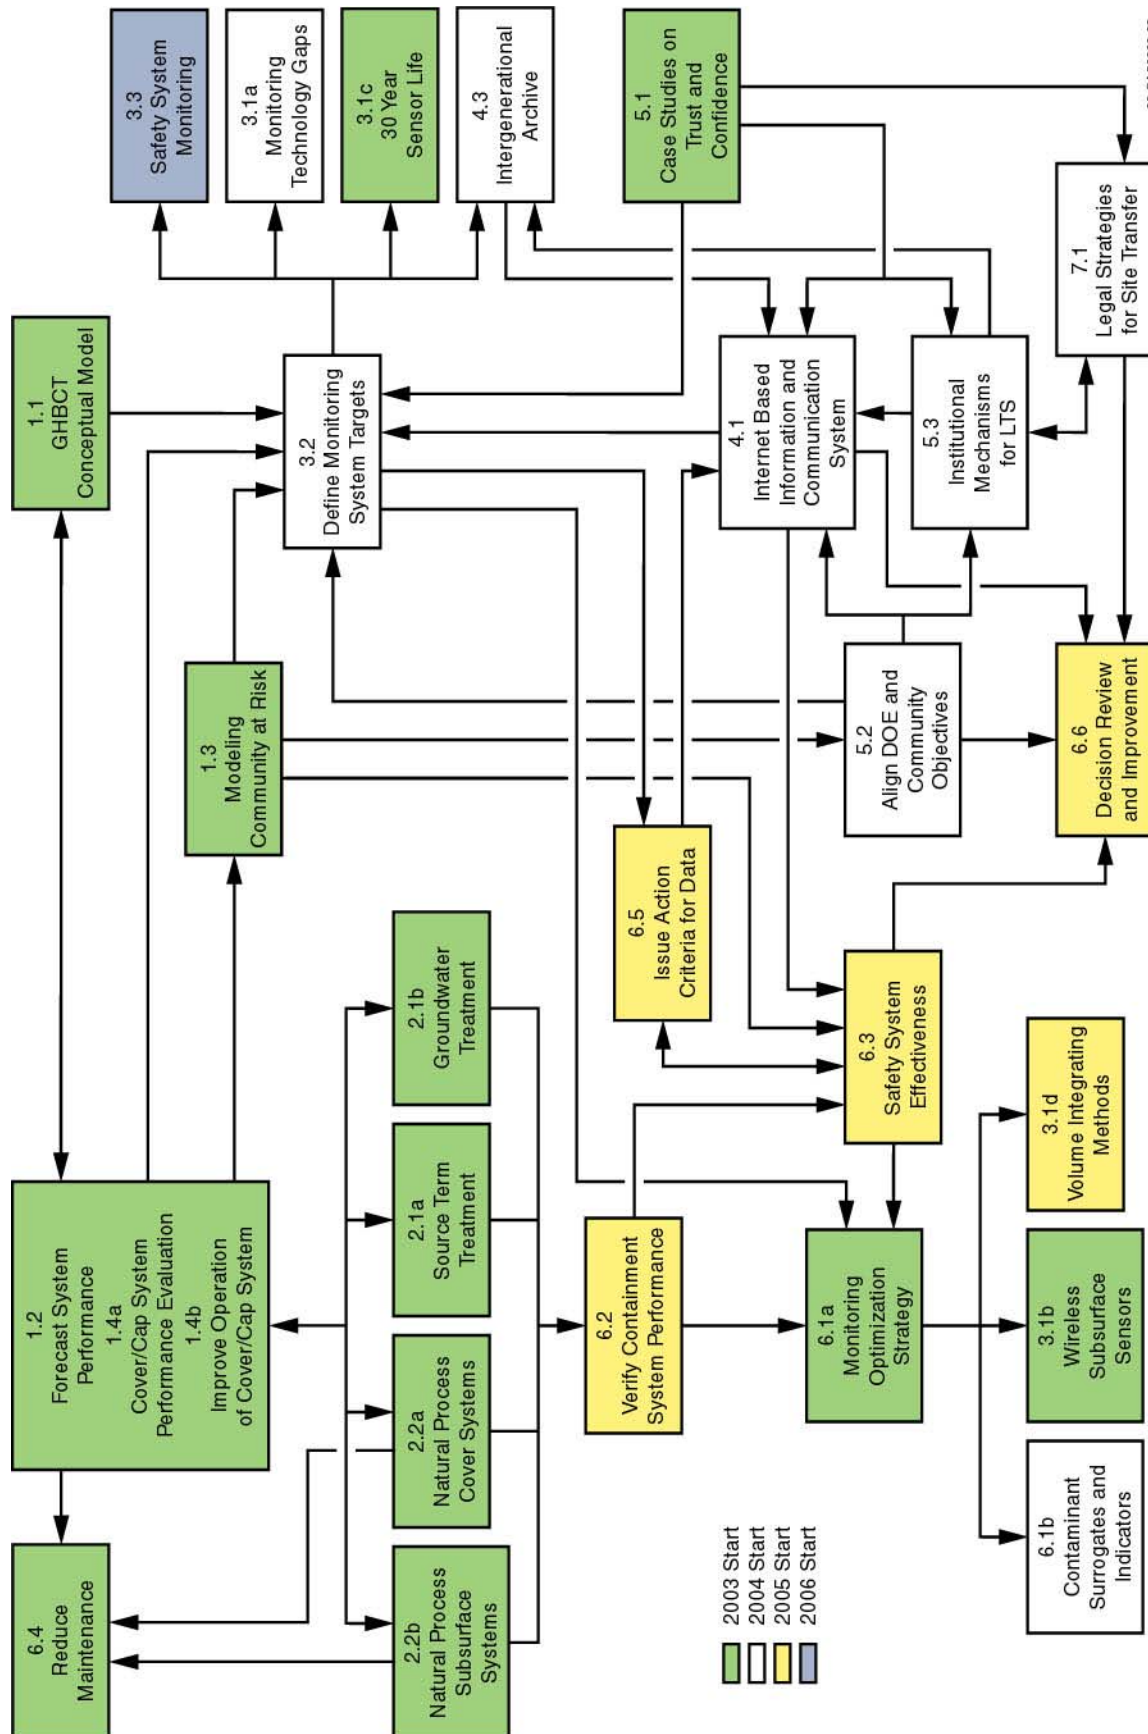 6.4
Reduce
Maintenance
1.2
Forecast System
Performance
1.4a
Cover/Cap System
Performance Evaluation
1.4b
Improve Operation
of Cover/Cap System
1.1
GHBCT
Conceptual Model
3.3
Safety System
Monitoring
1.3
Modeling
Community at Risk
3.1a
Monitoring
Technology Gaps
3.2
Define Monitoring
System Targets
3.1c
30 Year
Sensor Life
2.2b
Natural Process
Subsurface
Systems
2.2a
Natural Process
Cover Systems
2.1a
Source Term
Treatment
2.1b
Groundwater
Treatment
4.3
Intergenerational
Archive
6.2
Verify Containment
System Performance
6.5
Issue Action
Criteria for Data
5.1
Case Studies on
Trust and
Confidence
2003 Start
2004 Start
2005 Start
2006 Start
6.1a
Monitoring
Optimization
Strategy
6.3
Safety System
Effectiveness
5.2
Align DOE and
Community
Objectives
4.1
Internet Based
Information and
Communication
System
5.3
Institutional
Mechanisms
for LTS
6.1b
Contaminant
Surrogates and
Indicators
3.1b
Wireless
Subsurface
Sensors
3.1d
Volume Integrating
Methods
6.6
Decision Review
and Improvement
7.1
Legal Strategies
for Site Transfer